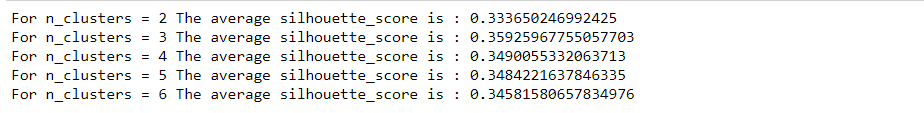 For n_clusters = 2 The average silhouette_score is : 0.333650246992425
For n_clusters = 3 The average silhouette_score is : 0.35925967755057703
For n_clusters = 4 The average silhouette_score is : 0.3490055332063713
For n_clusters = 5 The average silhouette_score is : 0.3484221637846335
For n_clusters = 6 The average silhouette_score is : 0.34581580657834976